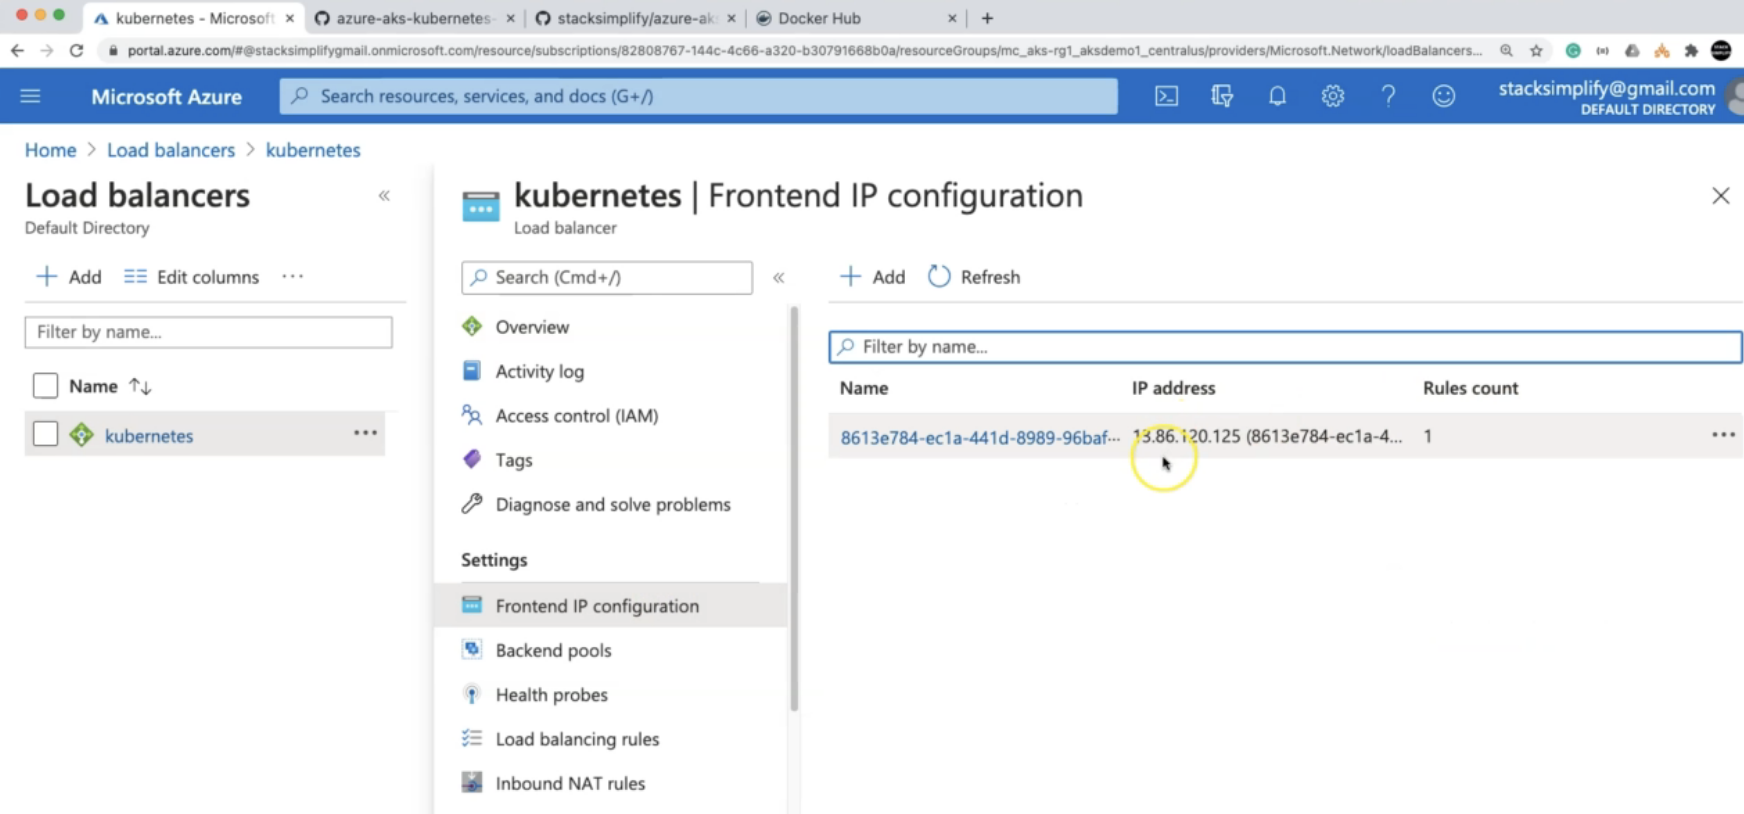 kubernetes - Microsoft
azure-aks-kubernetes-
stacksimplify/azure-ak
Docker Hub
portal.azure.com/#@stacksimplifygmail.onmicrosoft.com/resource/subscriptions/82808767-144c-4c66-a320-b30791668b0a/resourceGroups/mc_aks-rg1_aksdemo1_centralus/providers/Microsoft.Network/loadBalancers...
Microsoft Azure
Search resources, services, and docs (G+/)
stacksimplify@gmail.com
DEFAULT DIRECTORY
Home > Load balancers > kubernetes
Load balancers
Default Directory
Add
Edit columns
...
Filter by name...
Name
kubernetes
...
kubernetes | Frontend IP configuration
Load balancer
Search (Cmd+/)
Overview
Activity log
Access control (IAM)
Tags
Diagnose and solve problems
Settings
Frontend IP configuration
Backend pools
Health probes
Load balancing rules
Inbound NAT rules
Add
Refresh
Filter by name...
Name IP address Rules count
8613e784-ec1a-441d-8989-96baf... 13.86.120.125 (8613e784-ec1a-4... 1 ...